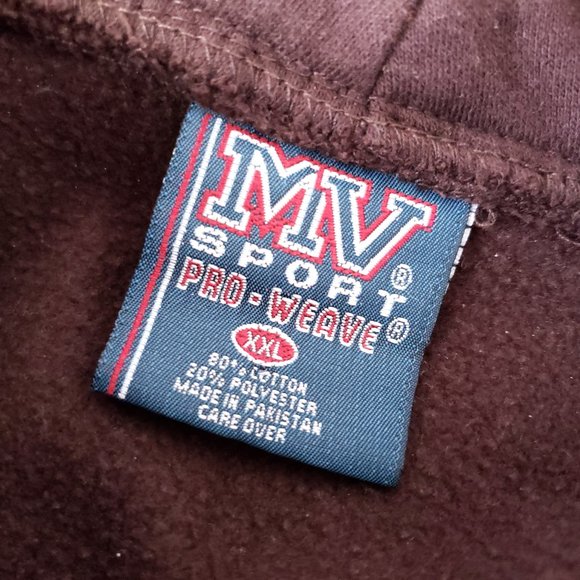 MV®
SPORT
PRO-WEAVE®
XXL
80% COTTON
20% POLYESTER
MADE IN PAKISTAN
CARE OVER